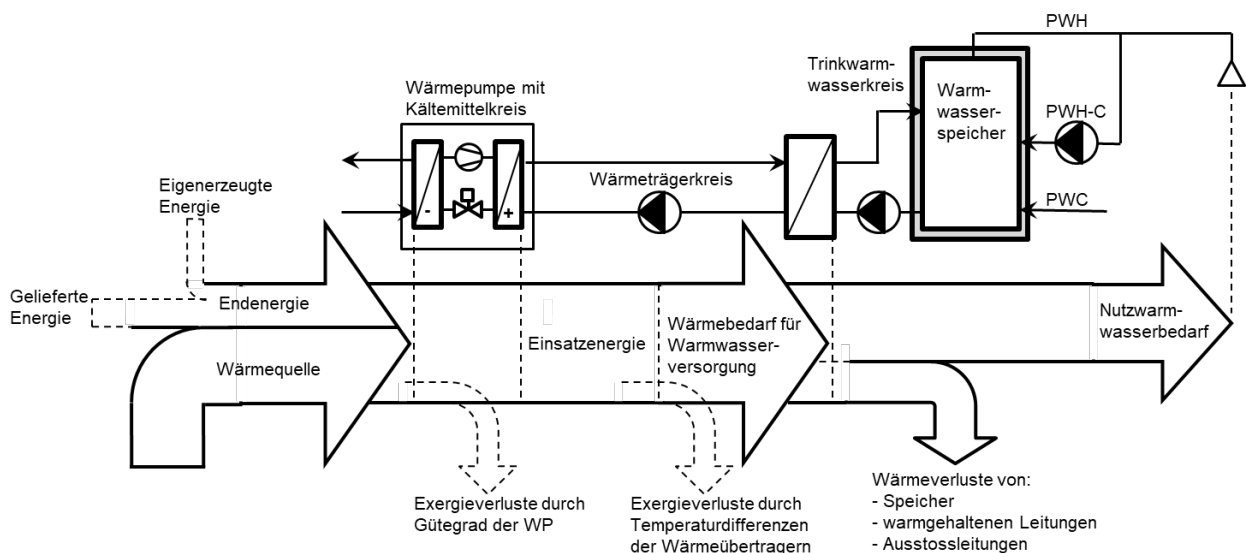 PWH
Trinkwarm-
wasserkreis
Wärmepumpe mit
Kältemittelkreis
Warm-
wasser-
speicher
PWH-C
Eigenerzeugte
Energie
Wärmeträgerkreis
- +
PWC
Gelieferte
Energie
Endenergie
Wärmequelle
Einsatzenergie
Wärmebedarf für
Warmwasser-
versorgung
Nutzwarm-
wasserbedarf
Exergieverluste durch
Gütegrad der WP
Exergieverluste durch
Temperaturdifferenzen
der Wärmeübertragern
Wärmeverluste von:
- Speicher
- warmgehaltenen Leitungen
- Ausstossleitungen